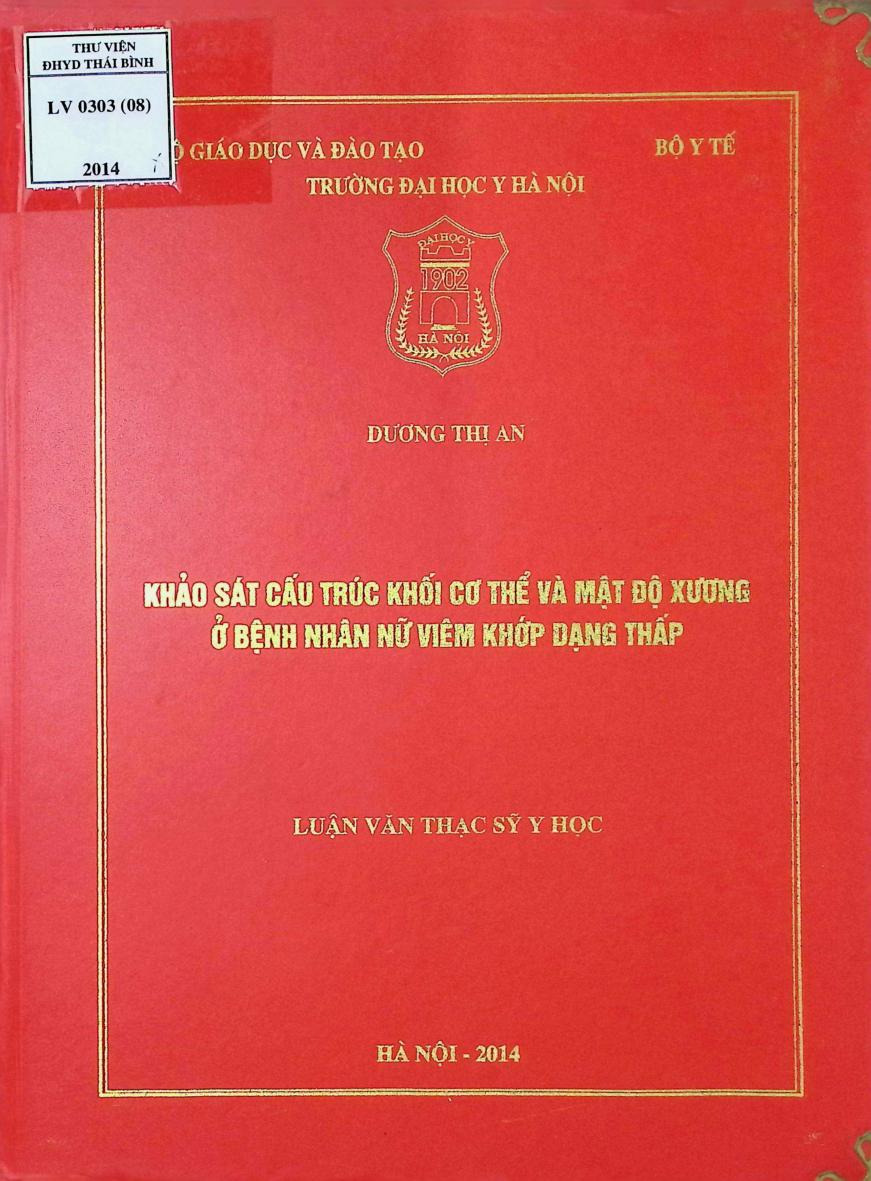 THƯ VIỆN
ĐHYD THÁI BÌNH
LV 0303 (08)
2014
GIÁO DỤC VÀ ĐÀO TẠO
BỘ Y TẾ
TRƯỜNG ĐẠI HỌC Y HÀ NỘI
ĐẠI HỌC Y
1902
HÀ NỘI
DƯƠNG THỊ AN
KHẢO SÁT CẤU TRÚC KHỐI CƠ THỂ VÀ MẬT ĐỘ XƯƠNG
Ở BỆNH NHÂN NỮ VIÊM KHỚP DẠNG THẤP
LUẬN VĂN THẠC SỸ Y HỌC
HÀ NỘI - 2014